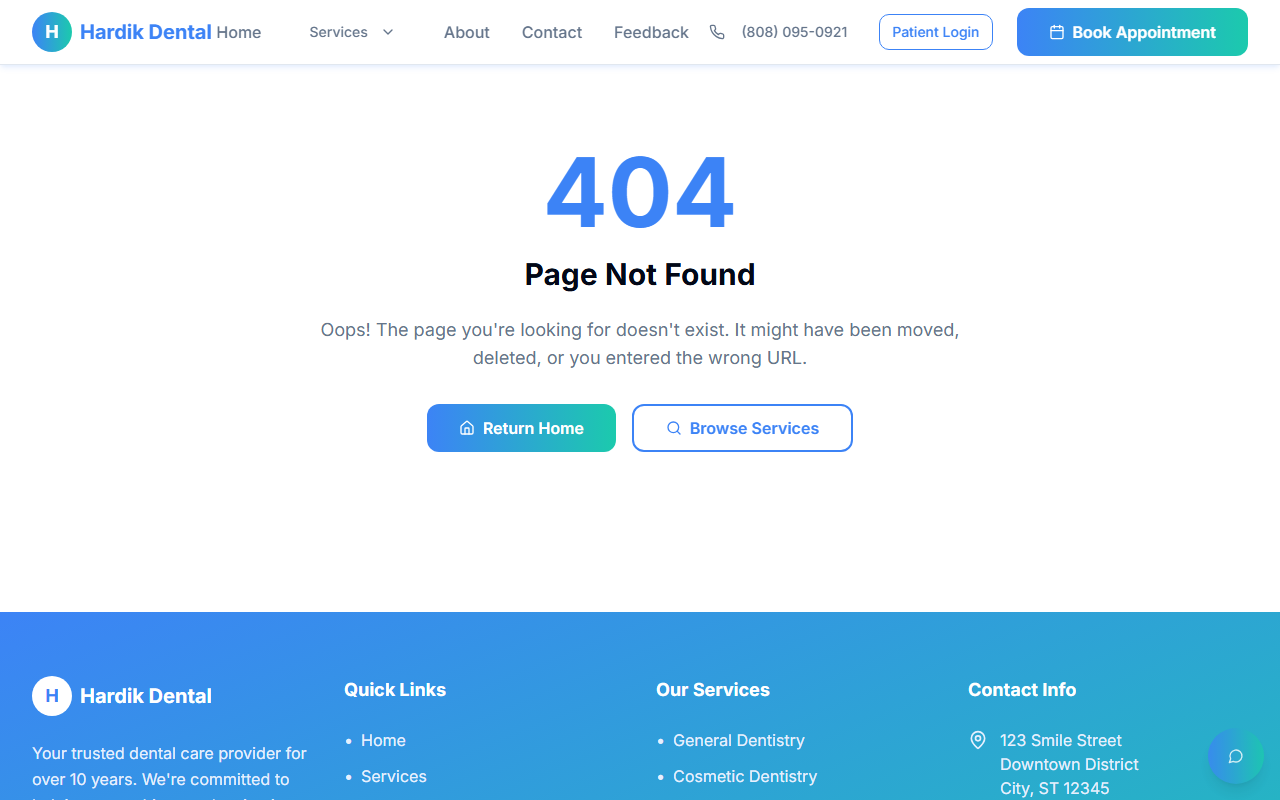 H Hardik Dental Home Services About Contact Feedback (808) 095-0921 Patient Login Book Appointment
404
Page Not Found
Oops! The page you're looking for doesn't exist. It might have been moved,
deleted, or you entered the wrong URL.
Return Home Browse Services
H Hardik Dental
Your trusted dental care provider for
over 10 years. We're committed to
Quick Links
• Home
• Services
Our Services
• General Dentistry
• Cosmetic Dentistry
Contact Info
123 Smile Street
Downtown District
City, ST 12345